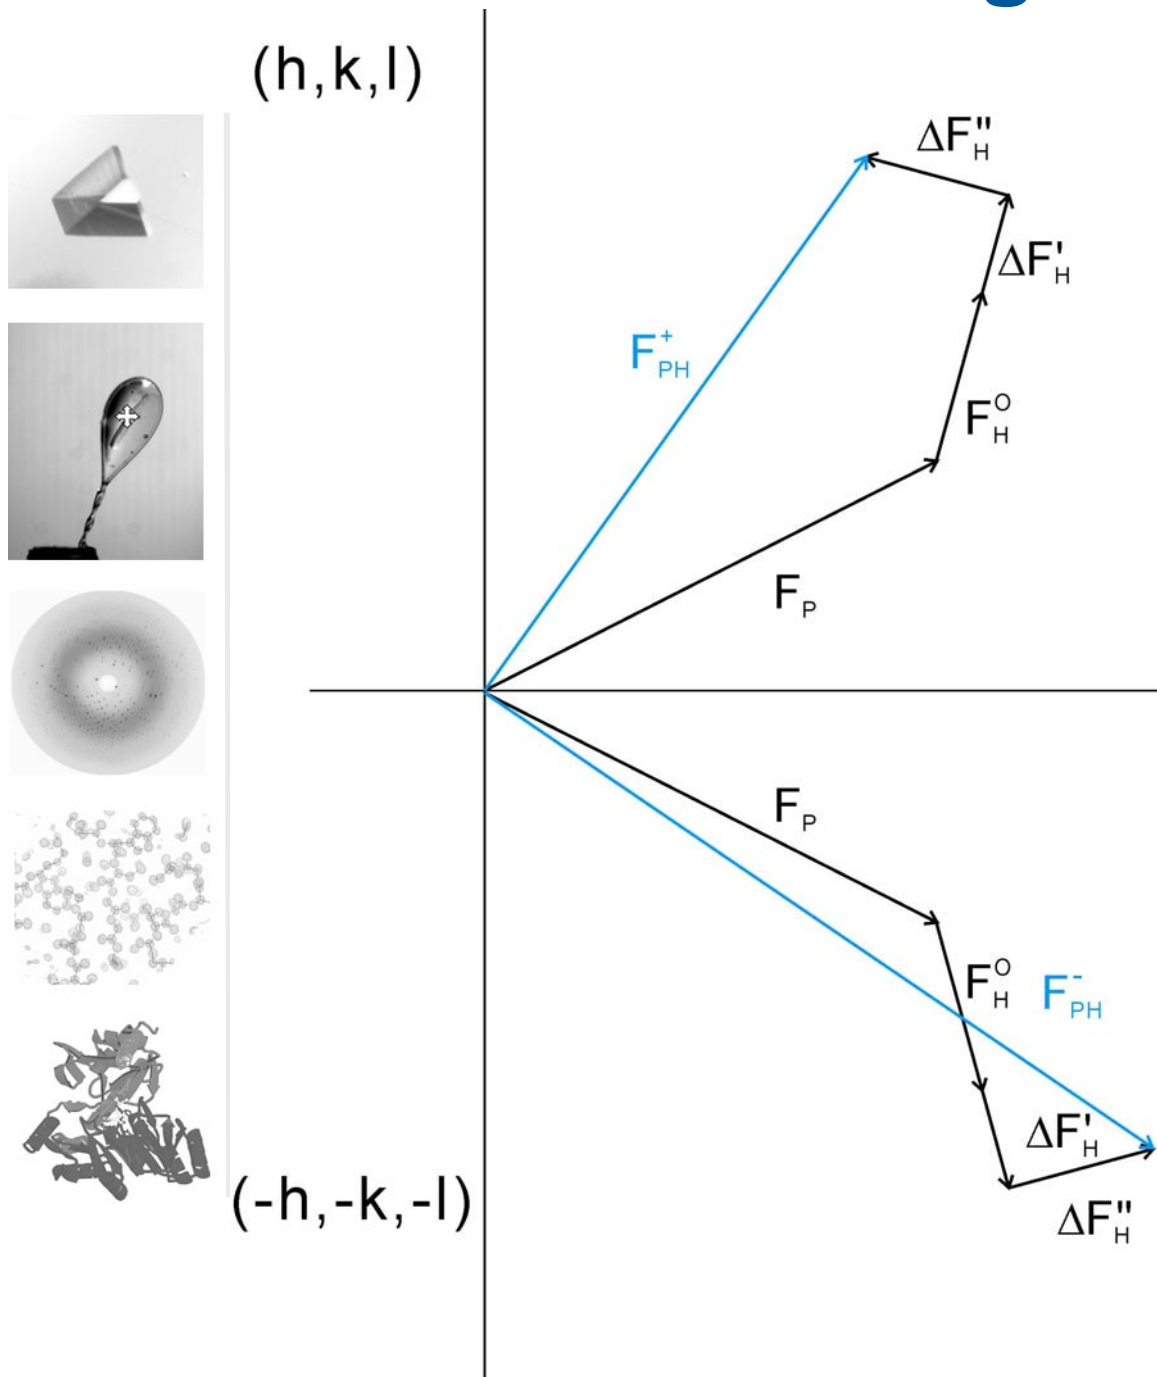 (h,k,l)
ΔF"H
ΔF'H
F+PH
FOH
FP
FP
FOH
F-PH
ΔF'H
(-h,-k,-l)
ΔF"H